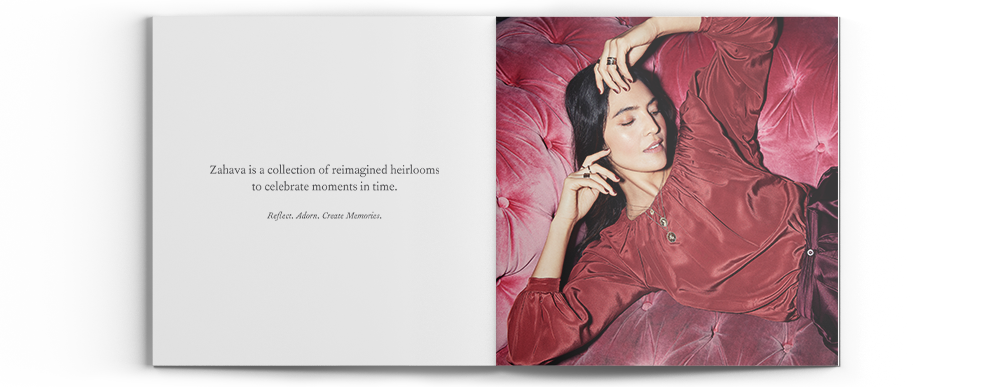 Zahava is a collection of reimagined heirlooms
to celebrate moments in time.
Reflect. Adorn. Create Memories.